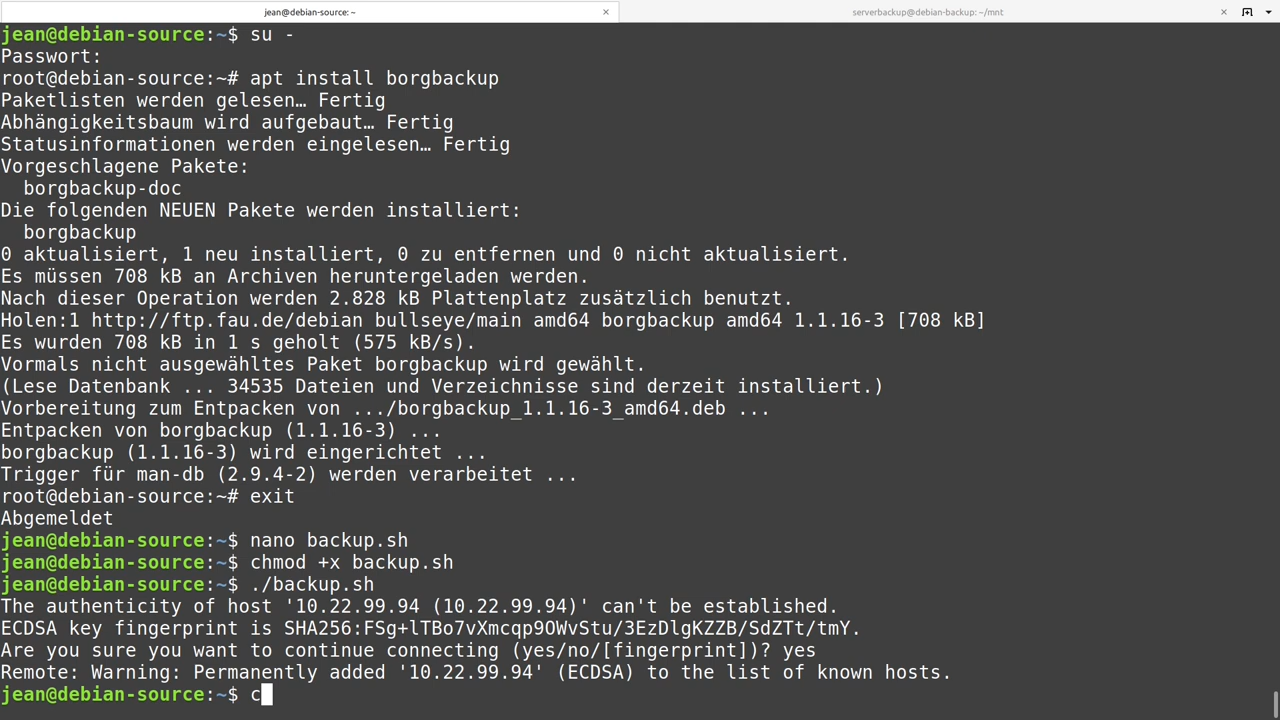 jean@debian-source: ~
serverbackup@debian-backup: ~/mnt
jean@debian-source:~$ su -
Passwort:
root@debian-source:~# apt install borgbackup
Paketlisten werden gelesen… Fertig
Abhängigkeitsbaum wird aufgebaut… Fertig
Statusinformationen werden eingelesen… Fertig
Vorgeschlagene Pakete:
  borgbackup-doc
Die folgenden NEUEN Pakete werden installiert:
  borgbackup
0 aktualisiert, 1 neu installiert, 0 zu entfernen und 0 nicht aktualisiert.
Es müssen 708 kB an Archiven heruntergeladen werden.
Nach dieser Operation werden 2.828 kB Plattenplatz zusätzlich benutzt.
Holen:1 http://ftp.fau.de/debian bullseye/main amd64 borgbackup amd64 1.1.16-3 [708 kB]
Es wurden 708 kB in 1 s geholt (575 kB/s).
Vormals nicht ausgewähltes Paket borgbackup wird gewählt.
(Lese Datenbank ... 34535 Dateien und Verzeichnisse sind derzeit installiert.)
Vorbereitung zum Entpacken von .../borgbackup_1.1.16-3_amd64.deb ...
Entpacken von borgbackup (1.1.16-3) ...
borgbackup (1.1.16-3) wird eingerichtet ...
Trigger für man-db (2.9.4-2) werden verarbeitet ...
root@debian-source:~# exit
Abgemeldet
jean@debian-source:~$ nano backup.sh
jean@debian-source:~$ chmod +x backup.sh
jean@debian-source:~$ ./backup.sh
The authenticity of host '10.22.99.94 (10.22.99.94)' can't be established.
ECDSA key fingerprint is SHA256:FSg+lTBo7vXmcqp9OWvStu/3EzDlgKZZB/SdZTt/tmY.
Are you sure you want to continue connecting (yes/no/[fingerprint])? yes
Remote: Warning: Permanently added '10.22.99.94' (ECDSA) to the list of known hosts.
jean@debian-source:~$ c